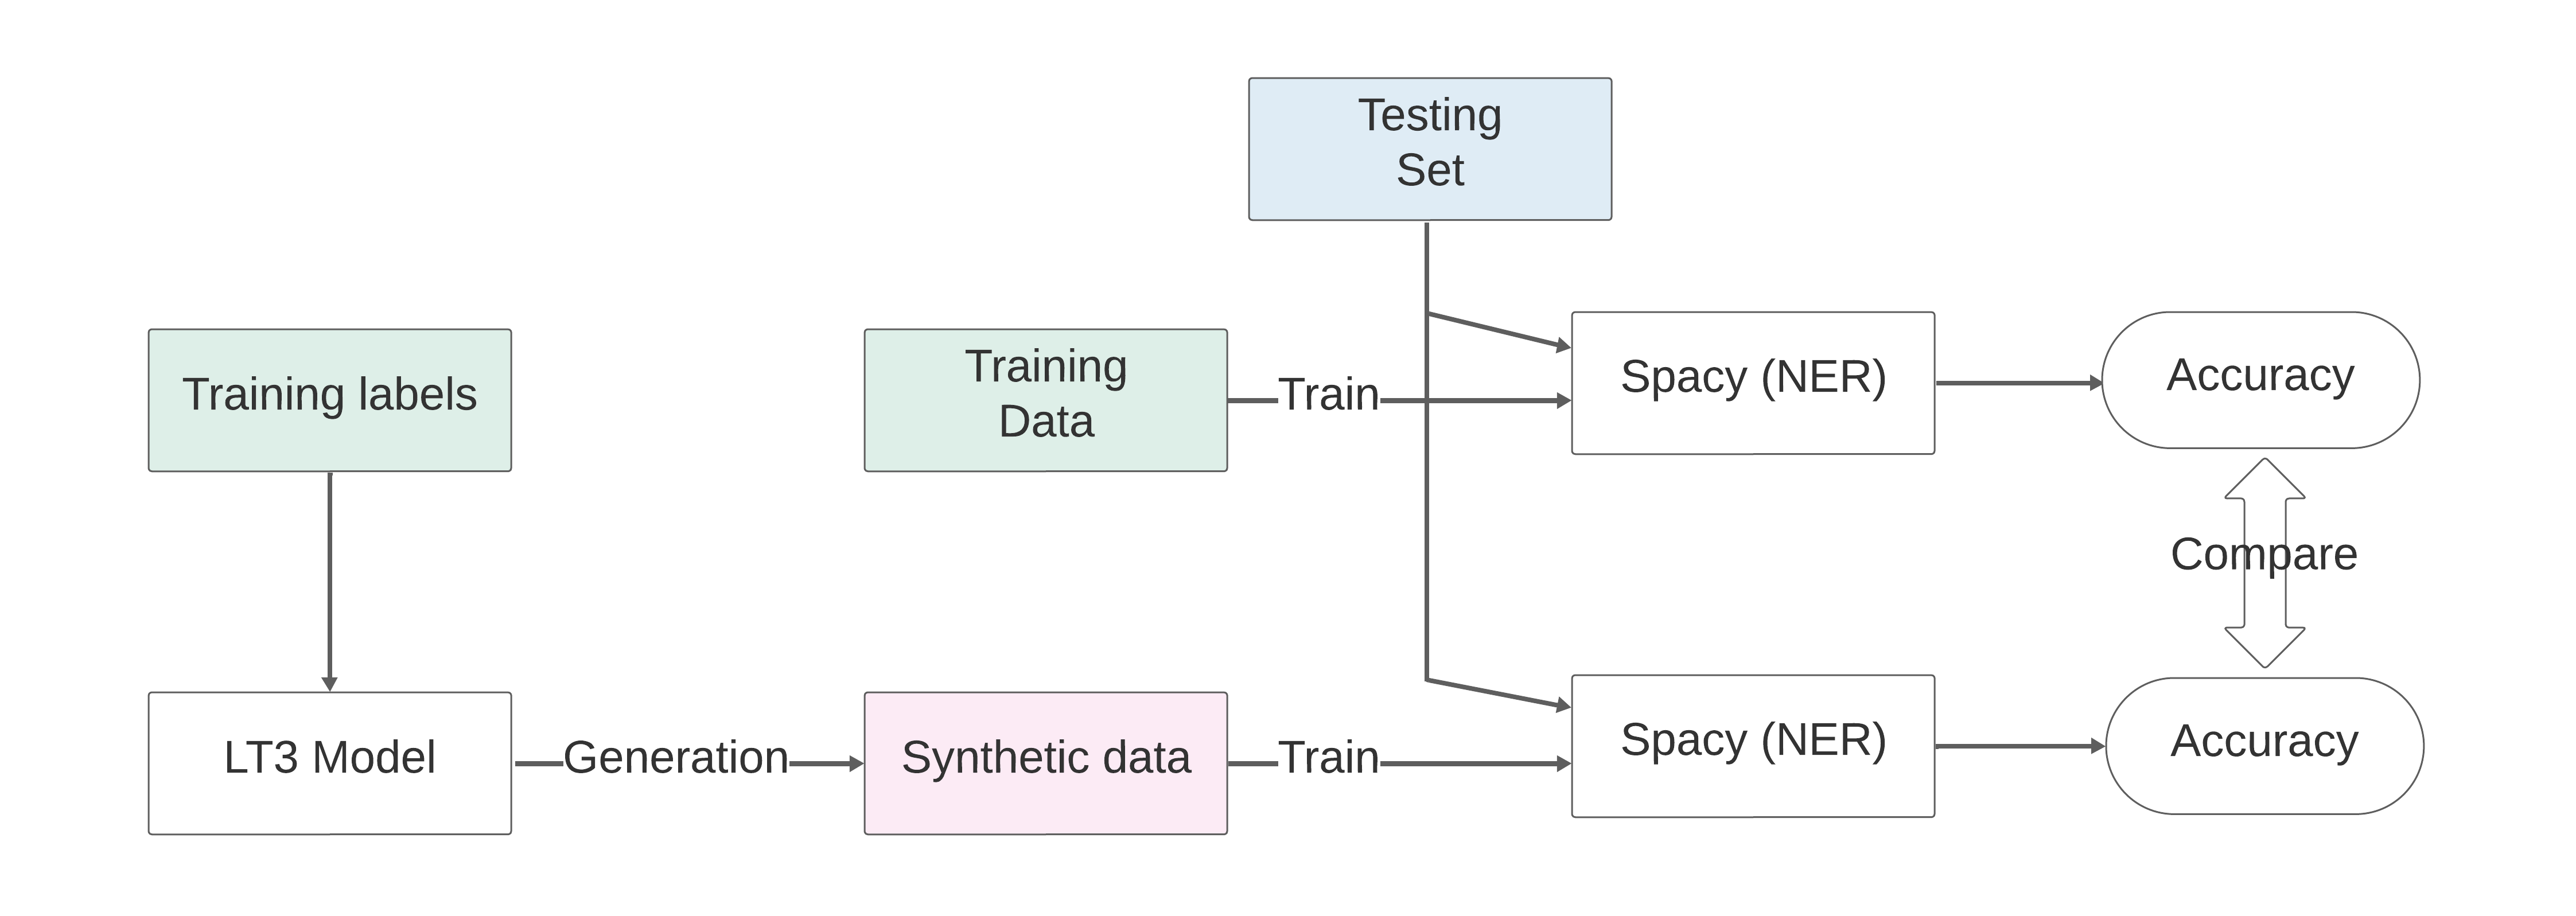 Testing
Set
Training labels
Training
Data
Train
Spacy (NER)
Accuracy
Compare
LT3 Model
Generation
Synthetic data
Train
Spacy (NER)
Accuracy